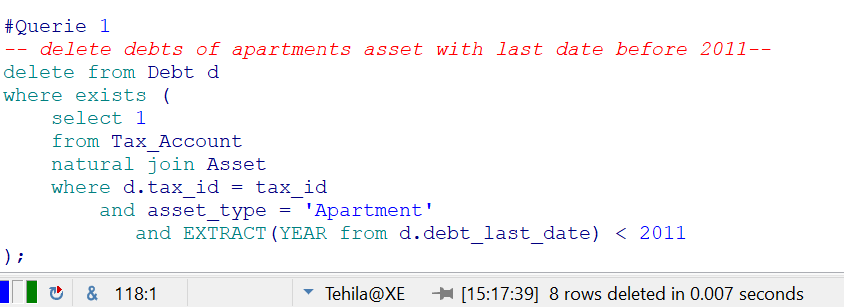 #Querie 1
-- delete debts of apartments asset with last date before 2011--
delete from Debt d
where exists (
    select 1
    from Tax_Account
    natural join Asset
    where d.tax_id = tax_id
        and asset_type = 'Apartment'
           and EXTRACT(YEAR from d.debt_last_date) < 2011
);
& 118:1 Tehila@XE [15:17:39] 8 rows deleted in 0.007 seconds